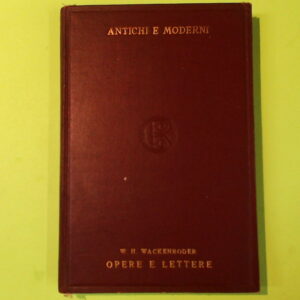 ANTICHI E MODERNI
W. H. WACKENRODER
OPERE E LETTERE